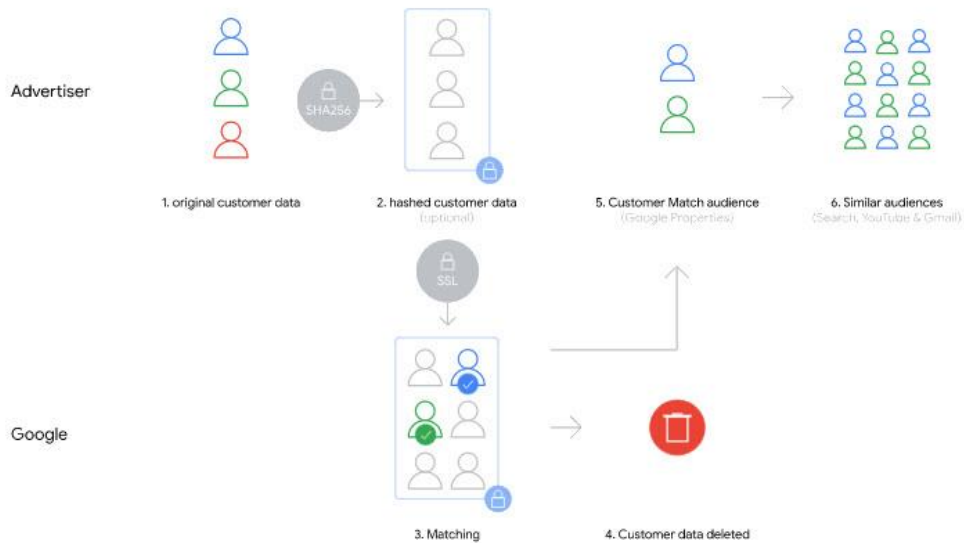 Advertiser
SHA256
1. original customer data
2. hashed customer data
(optional)
5. Customer Match audience
(Google Properties)
6. Similar audiences
(Search, YouTube & Gmail)
SSL
Google
3. Matching
4. Customer data deleted